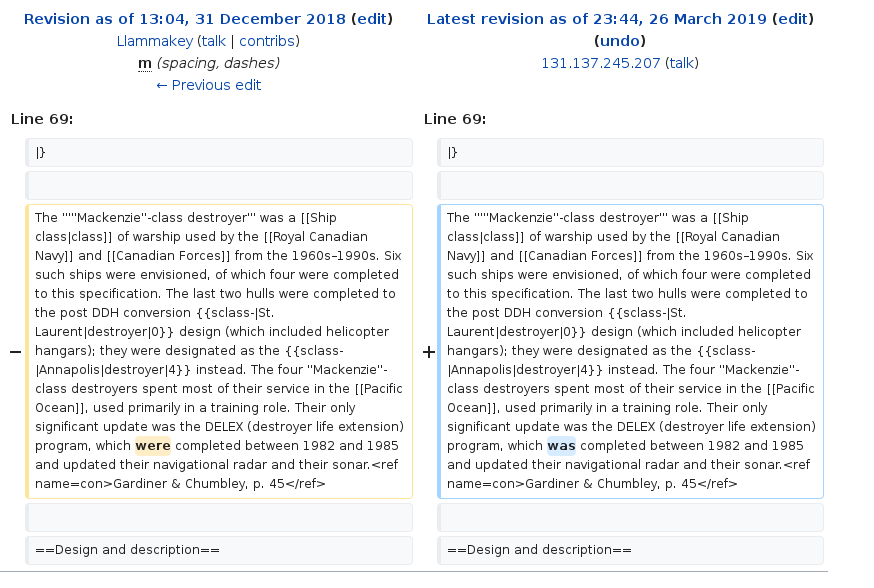 Revision as of 13:04, 31 December 2018 (edit)
Llammakey (talk | contribs)
m (spacing, dashes)
← Previous edit
Latest revision as of 23:44, 26 March 2019 (edit)
(undo)
131.137.245.207 (talk)
Line 69:
Line 69:
|}
|}
−
The '''''Mackenzie''-class destroyer''' was a [[Ship
class|class]] of warship used by the [[Royal Canadian
Navy]] and [[Canadian Forces]] from the 1960s–1990s. Six
such ships were envisioned, of which four were completed
to this specification. The last two hulls were completed to
the post DDH conversion {{sclass-|St.
Laurent|destroyer|0}} design (which included helicopter
hangars); they were designated as the {{sclass-
|Annapolis|destroyer|4}} instead. The four ''Mackenzie''-
class destroyers spent most of their service in the [[Pacific
Ocean]], used primarily in a training role. Their only
significant update was the DELEX (destroyer life extension)
program, which were completed between 1982 and 1985
and updated their navigational radar and their sonar.<ref
name=con>Gardiner & Chumbley, p. 45</ref>
+
The '''''Mackenzie''-class destroyer''' was a [[Ship
class|class]] of warship used by the [[Royal Canadian
Navy]] and [[Canadian Forces]] from the 1960s–1990s. Six
such ships were envisioned, of which four were completed
to this specification. The last two hulls were completed to
the post DDH conversion {{sclass-|St.
Laurent|destroyer|0}} design (which included helicopter
hangars); they were designated as the {{sclass-
|Annapolis|destroyer|4}} instead. The four ''Mackenzie''-
class destroyers spent most of their service in the [[Pacific
Ocean]], used primarily in a training role. Their only
significant update was the DELEX (destroyer life extension)
program, which was completed between 1982 and 1985
and updated their navigational radar and their sonar.<ref
name=con>Gardiner & Chumbley, p. 45</ref>
==Design and description==
==Design and description==